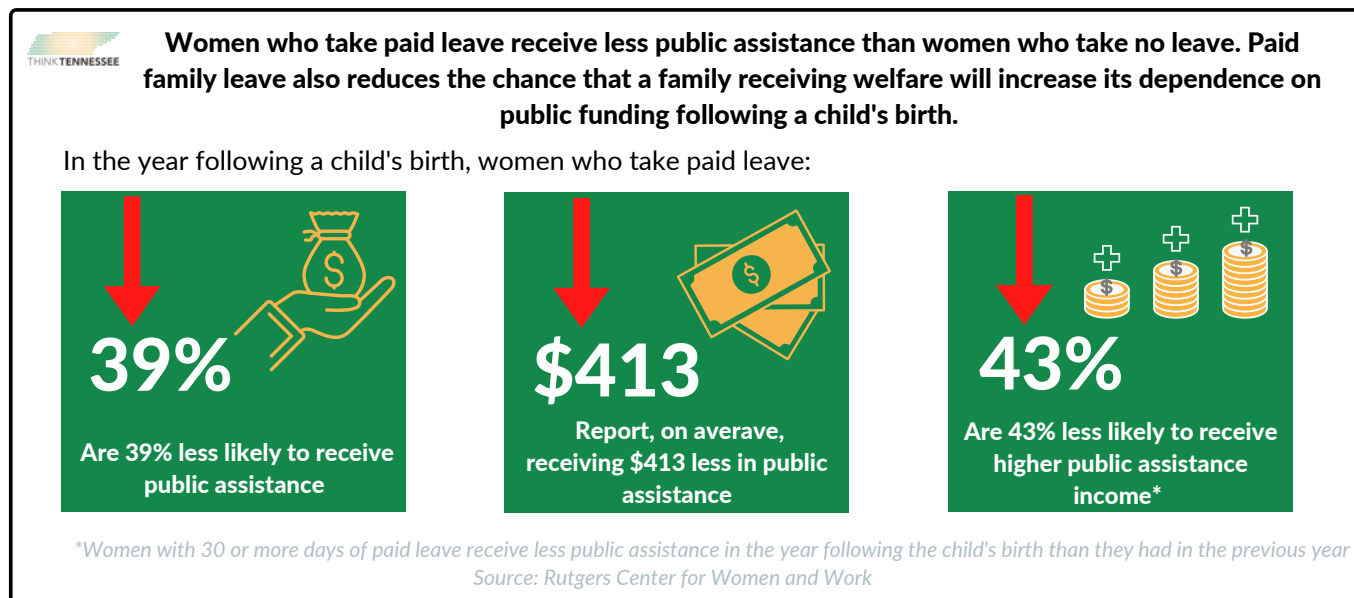 THINKTENNESSEE
Women who take paid leave receive less public assistance than women who take no leave. Paid
family leave also reduces the chance that a family receiving welfare will increase its dependence on
public funding following a child's birth.
In the year following a child's birth, women who take paid leave:
$
39%
Are 39% less likely to receive
public assistance
$
$413
Report, on averave,
receiving $413 less in public
assistance
$ $ $
43%
Are 43% less likely to receive
higher public assistance
income*
*Women with 30 or more days of paid leave receive less public assistance in the year following the child's birth than they had in the previous year
Source: Rutgers Center for Women and Work